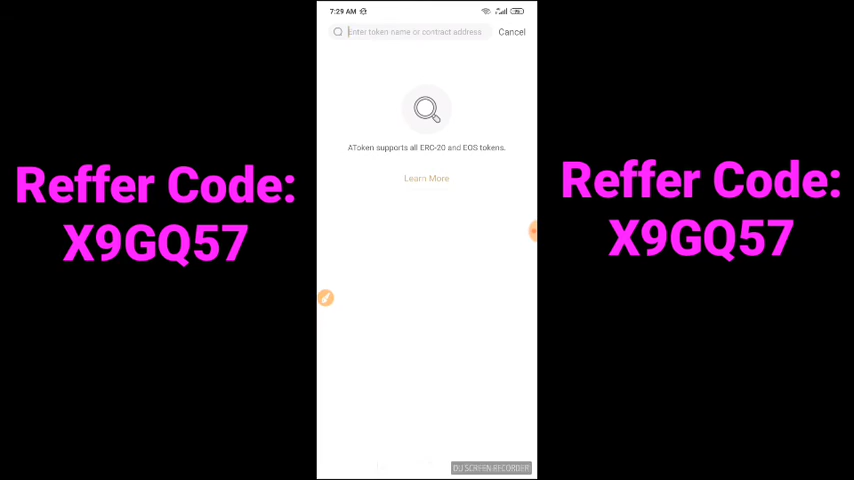 7:29 AM
Enter token name or contract address Cancel
Reffer Code:
X9GQ57
AToken supports all ERC-20 and EOS tokens.
Learn More
Reffer Code:
X9GQ57
DU SCREEN RECORDER